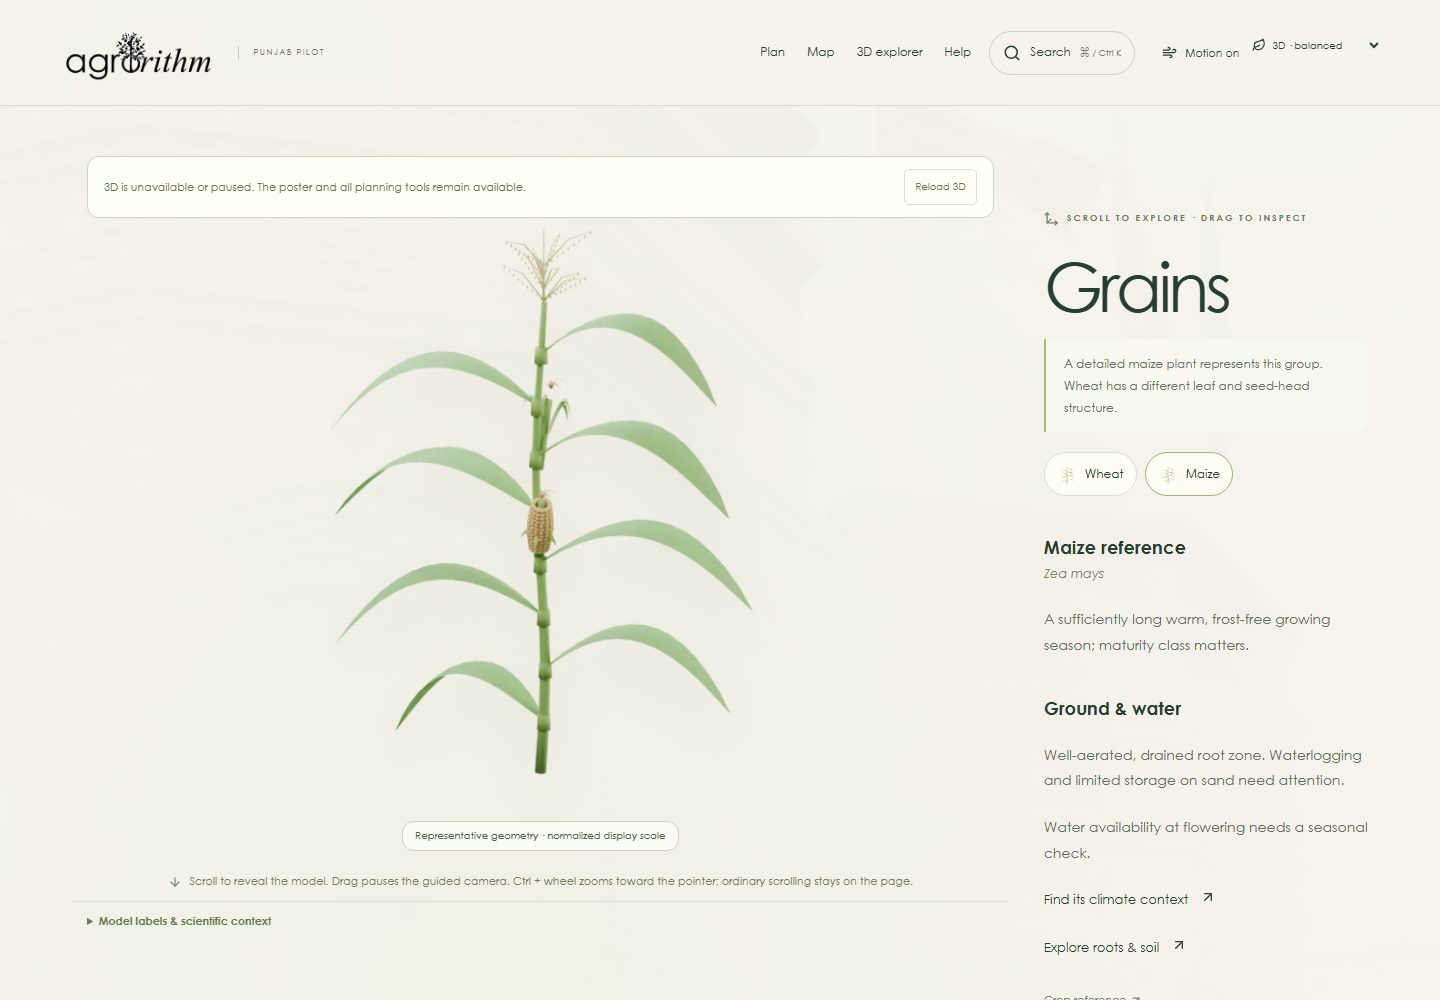 agrorithm
PUNJAB PILOT
Plan
Map
3D explorer
Help
Search ⌘ / Ctrl K
Motion on
3D · balanced
3D is unavailable or paused. The poster and all planning tools remain available.
Reload 3D
SCROLL TO EXPLORE · DRAG TO INSPECT
Grains
A detailed maize plant represents this group.
Wheat has a different leaf and seed-head
structure.
Wheat
Maize
Maize reference
Zea mays
A sufficiently long warm, frost-free growing
season; maturity class matters.
Ground & water
Well-aerated, drained root zone. Waterlogging
and limited storage on sand need attention.
Water availability at flowering needs a seasonal
check.
Find its climate context
Explore roots & soil
Crop reference
Representative geometry · normalized display scale
Scroll to reveal the model. Drag pauses the guided camera. Ctrl + wheel zooms toward the pointer; ordinary scrolling stays on the page.
Model labels & scientific context